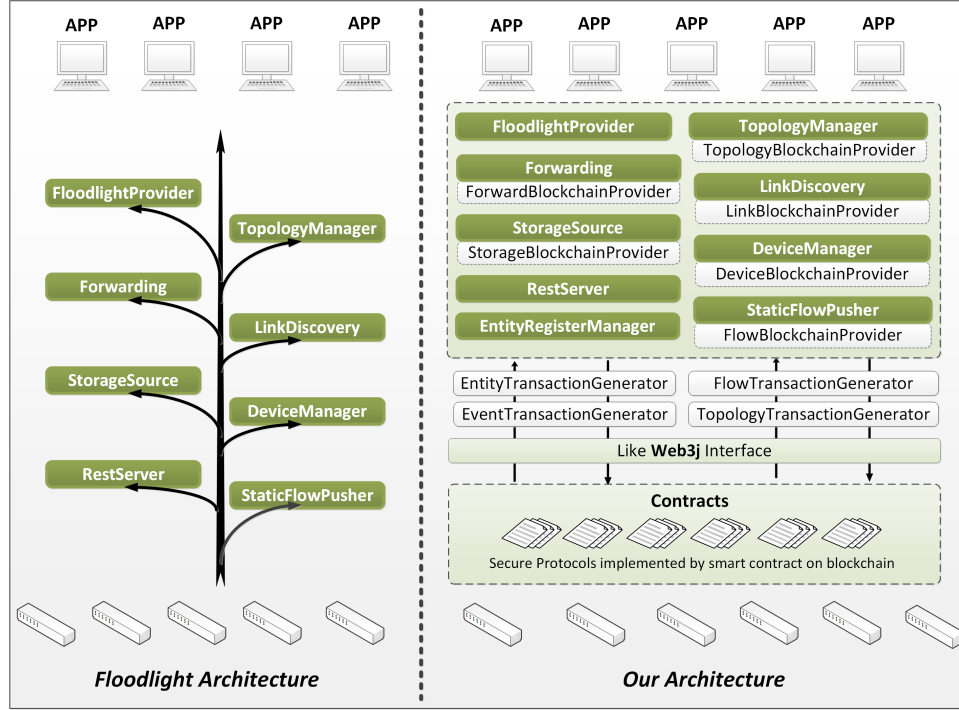 APP
APP
APP
APP
FloodlightProvider
TopologyManager
Forwarding
LinkDiscovery
StorageSource
DeviceManager
RestServer
StaticFlowPusher
Floodlight Architecture
APP
APP
APP
APP
APP
FloodlightProvider
Forwarding
ForwardBlockchainProvider
StorageSource
StorageBlockchainProvider
RestServer
EntityRegisterManager
TopologyManager
TopologyBlockchainProvider
LinkDiscovery
LinkBlockchainProvider
DeviceManager
DeviceBlockchainProvider
StaticFlowPusher
FlowBlockchainProvider
EntityTransactionGenerator
FlowTransactionGenerator
EventTransactionGenerator
TopologyTransactionGenerator
Like Web3j Interface
Contracts
Secure Protocols implemented by smart contract on blockchain
Our Architecture